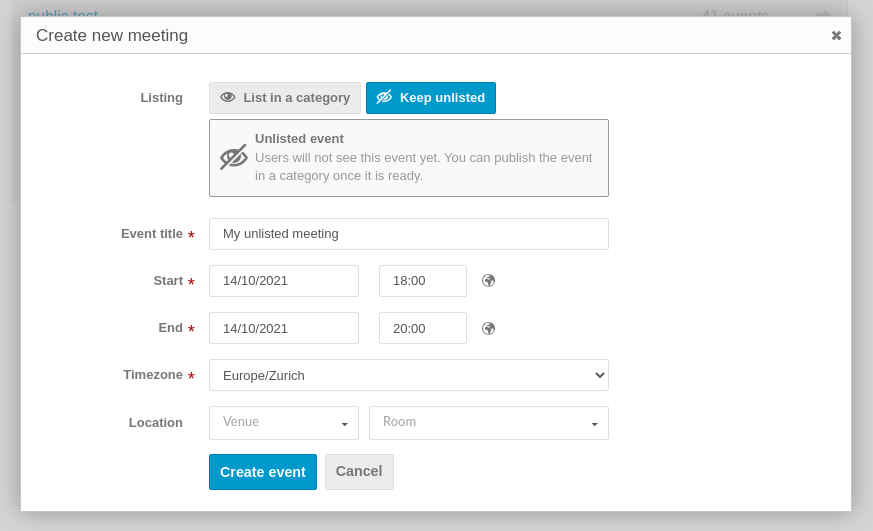 public test 41 events
Create new meeting
Listing List in a category Keep unlisted
Unlisted event
Users will not see this event yet. You can publish the event
in a category once it is ready.
Event title * My unlisted meeting
Start * 14/10/2021 18:00
End * 14/10/2021 20:00
Timezone * Europe/Zurich
Location Venue Room
Create event Cancel